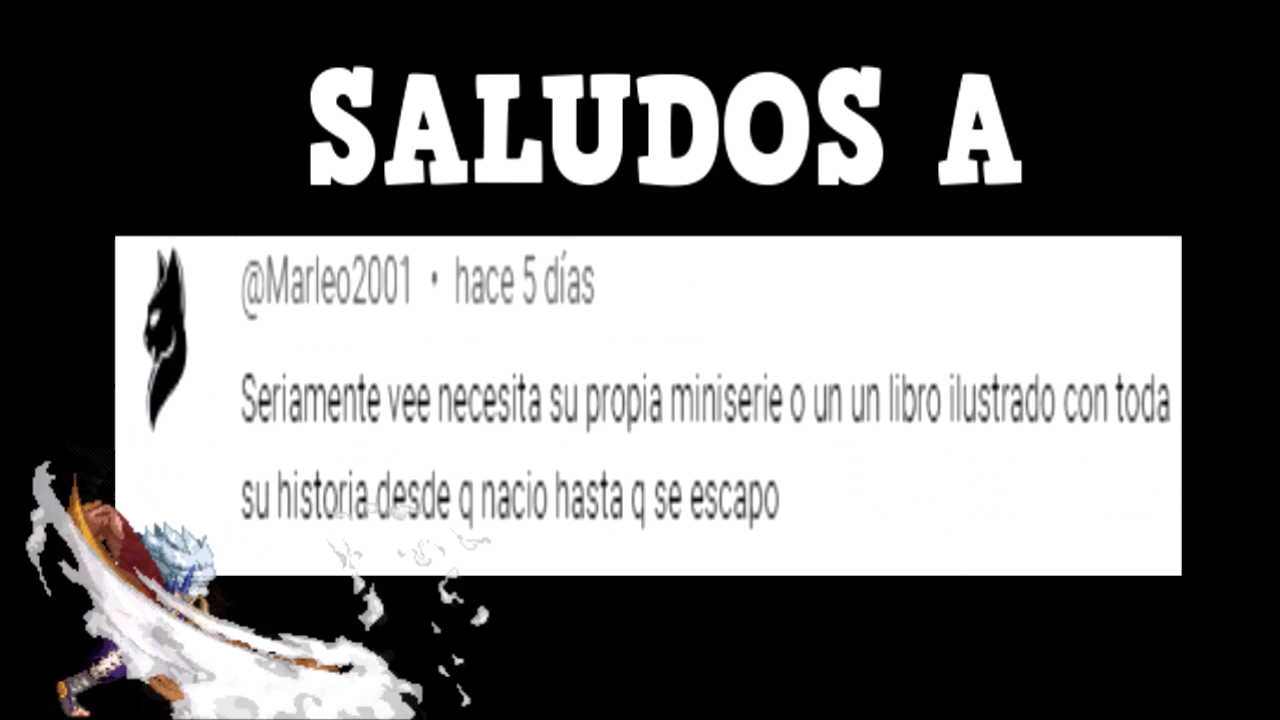 SALUDOS A
@Marleo2001 • hace 5 días
Seriamente vee necesita su propia miniserie o un un libro ilustrado con toda
su historia desde q nacio hasta q se escapo